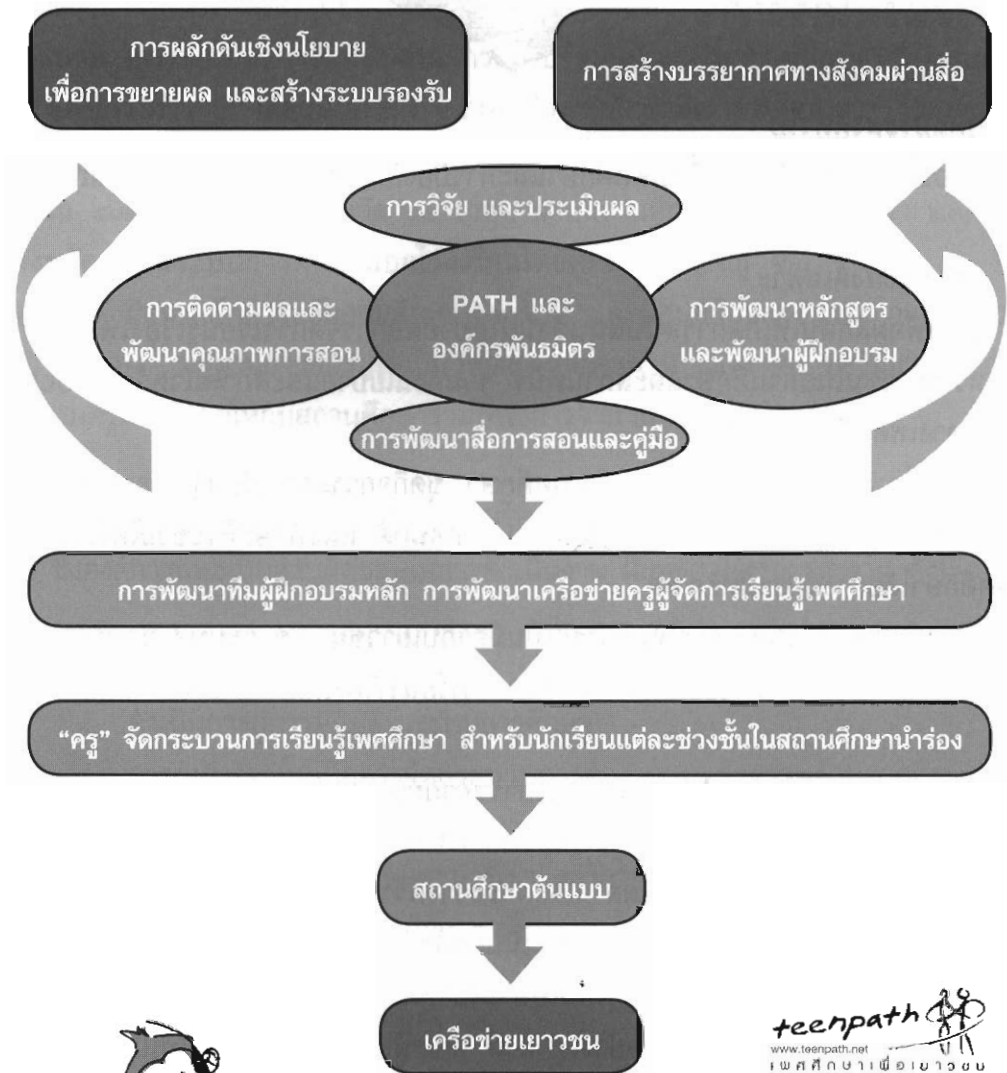 การผลักดันเชิงนโยบาย
เพื่อการขยายผล และสร้างระบบรองรับ
การสร้างบรรยากาศทางสังคมผ่านสื่อ
การวิจัย และประเมินผล
การติดตามผลและ
พัฒนาคุณภาพการสอน
PATH และ
องค์กรพันธมิตร
การพัฒนาหลักสูตร
และพัฒนาผู้ฝึกอบรม
การพัฒนาสื่อการสอนและคู่มือ
การพัฒนาทีมผู้ฝึกอบรมหลัก การพัฒนาเครือข่ายครูผู้จัดการเรียนรู้เพศศึกษา
“ครู” จัดกระบวนการเรียนรู้เพศศึกษา สำหรับนักเรียนแต่ละช่วงชั้นในสถานศึกษานำร่อง
สถานศึกษาต้นแบบ
เครือข่ายเยาวชน
teenpath
www.teenpath.net
เพศศึกษาเพื่อเยาวชน